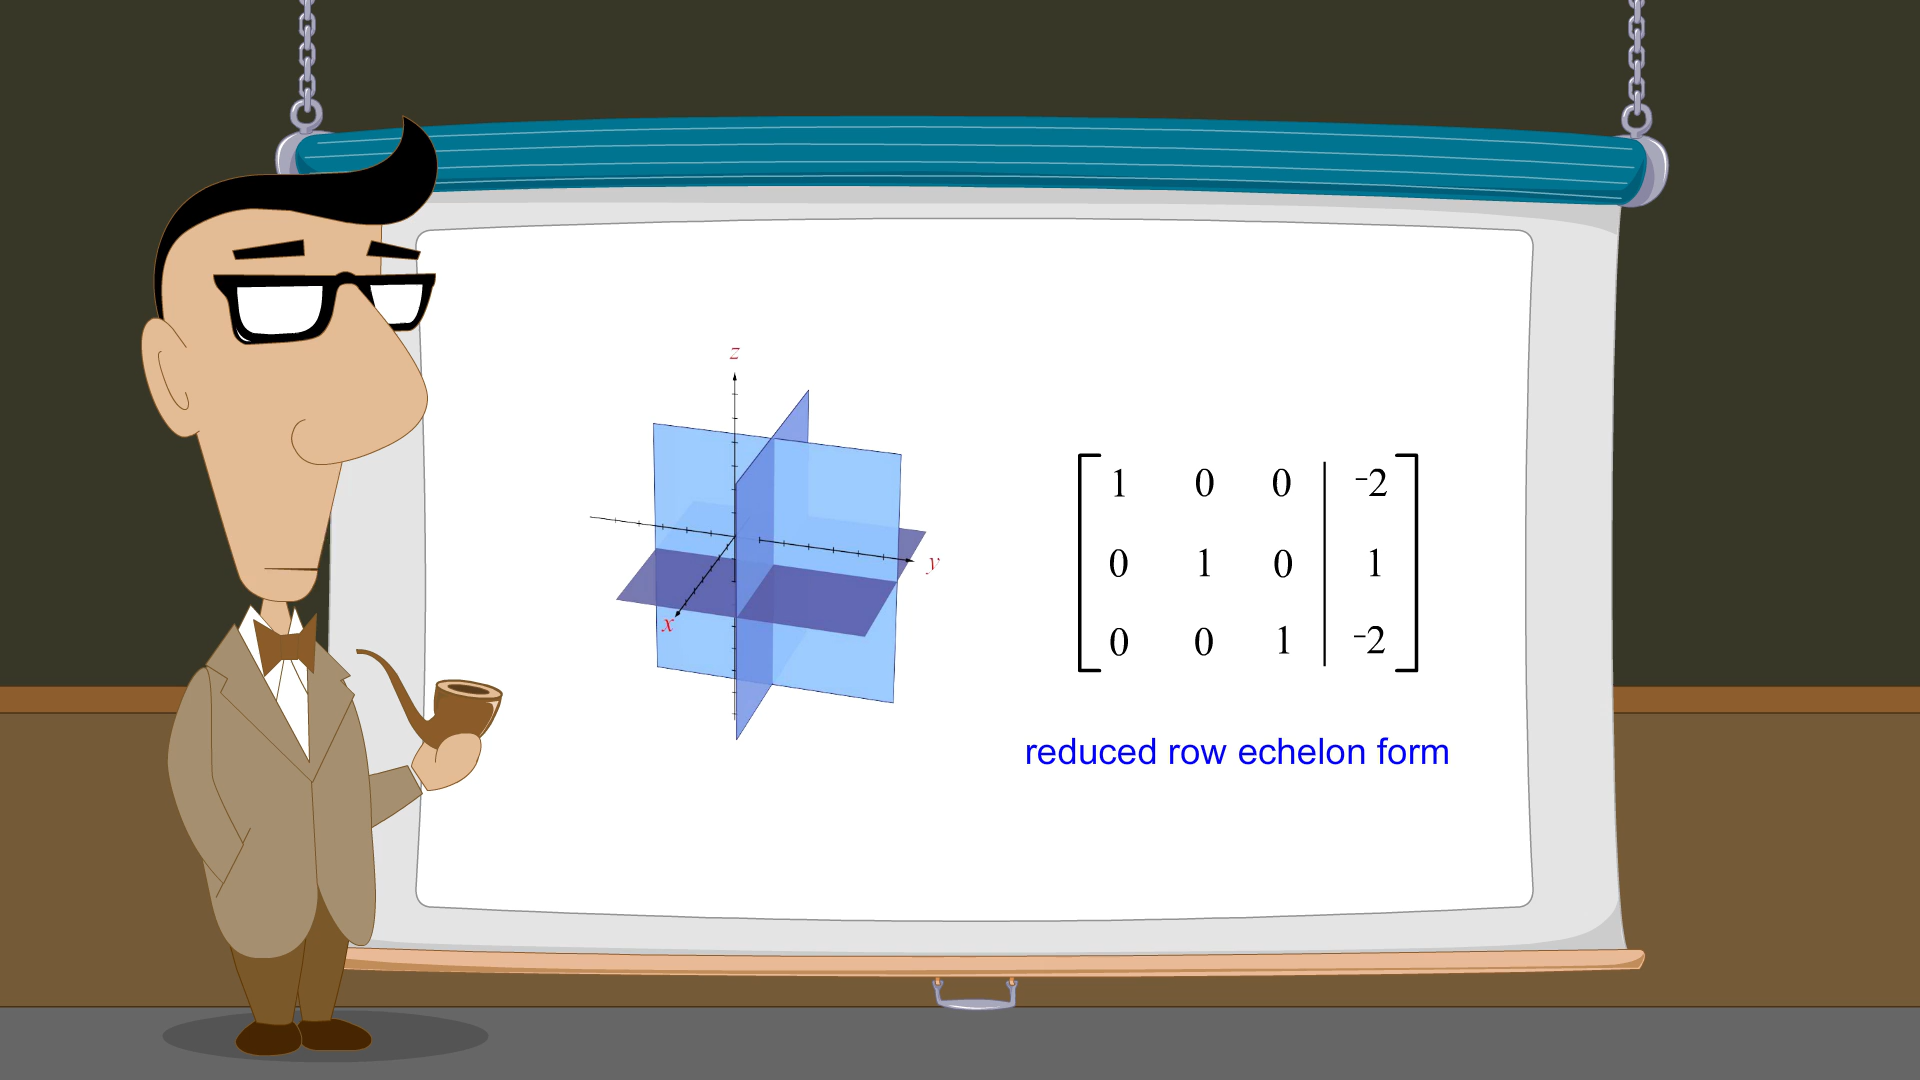 z
y
x
1 0 0 | -2
0 1 0 | 1
0 0 1 | -2
reduced row echelon form